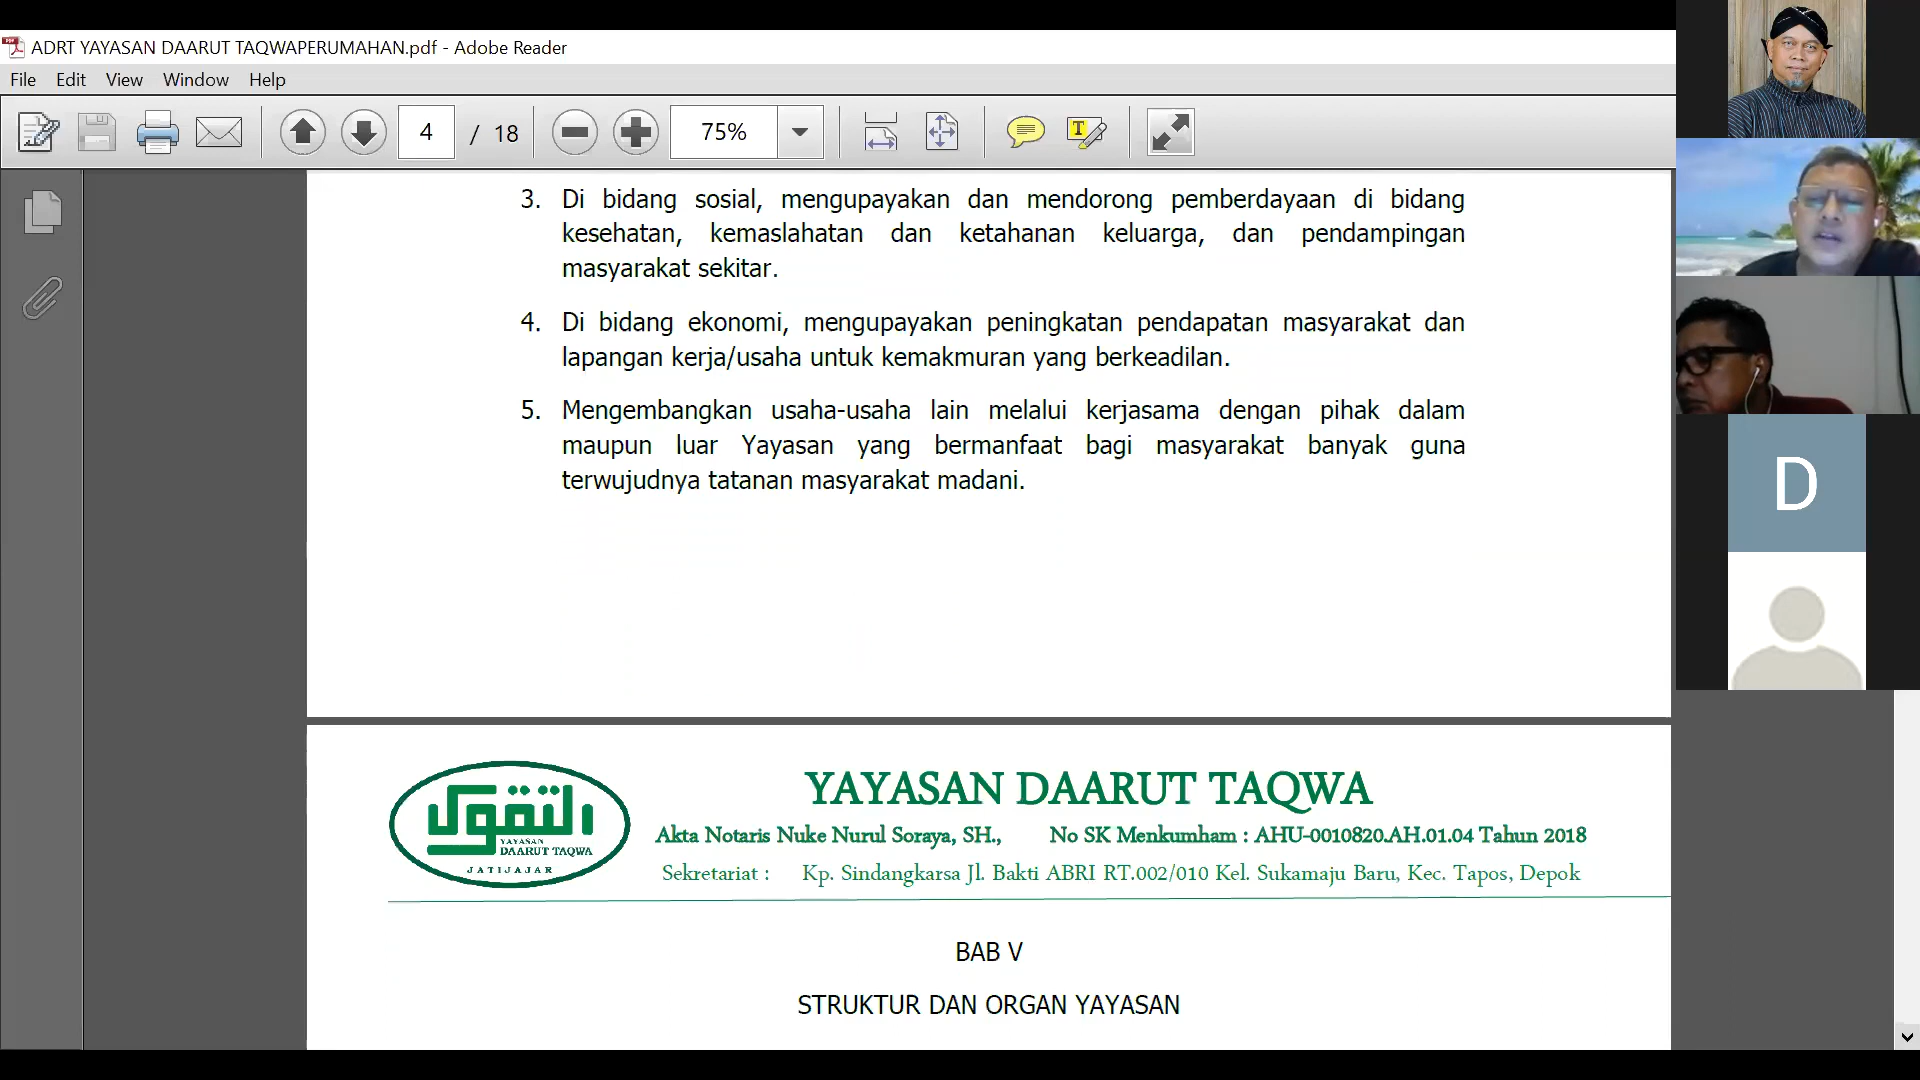 ADRT YAYASAN DAARUT TAQWAPERUMAHAN.pdf - Adobe Reader
File Edit View Window Help
4 / 18 75%
3. Di bidang sosial, mengupayakan dan mendorong pemberdayaan di bidang
kesehatan, kemaslahatan dan ketahanan keluarga, dan pendampingan
masyarakat sekitar.
4. Di bidang ekonomi, mengupayakan peningkatan pendapatan masyarakat dan
lapangan kerja/usaha untuk kemakmuran yang berkeadilan.
5. Mengembangkan usaha-usaha lain melalui kerjasama dengan pihak dalam
maupun luar Yayasan yang bermanfaat bagi masyarakat banyak guna
terwujudnya tatanan masyarakat madani.
D
التقوى
YAYASAN
DAARUT TAQWA
JATIJAJAR
YAYASAN DAARUT TAQWA
Akta Notaris Nuke Nurul Soraya, SH., No SK Menkumham : AHU-0010820.AH.01.04 Tahun 2018
Sekretariat : Kp. Sindangkarsa Jl. Bakti ABRI RT.002/010 Kel. Sukamaju Baru, Kec. Tapos, Depok
BAB V
STRUKTUR DAN ORGAN YAYASAN